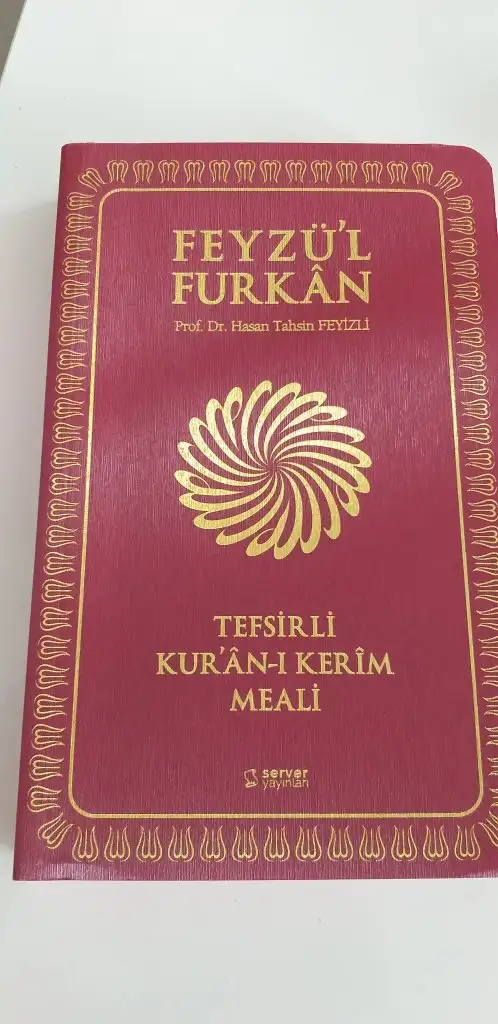 FEYZÜ'L
FURKÂN
Prof. Dr. Hasan Tahsin FEYİZLİ
TEFSİRLİ
KUR'ÂN-I KERÎM
MEALİ
server
yayınları